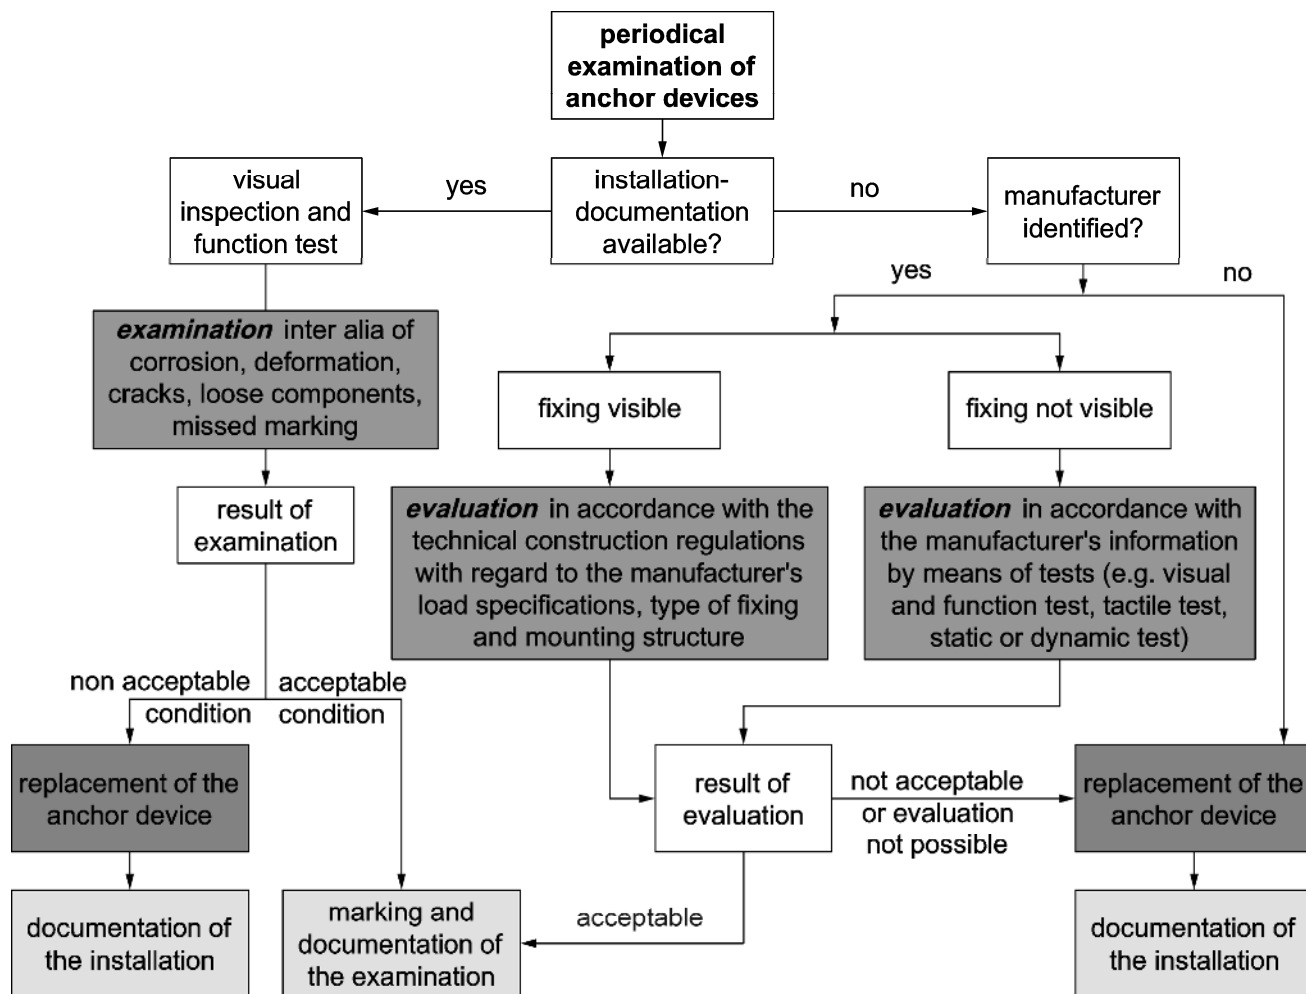 periodical
examination of
anchor devices
visual
inspection and
function test
yes
installation-
documentation
available?
no
manufacturer
identified?
yes
no
examination inter alia of
corrosion, deformation,
cracks, loose components,
missed marking
fixing visible
fixing not visible
result of
examination
evaluation in accordance with the
technical construction regulations
with regard to the manufacturer's
load specifications, type of fixing
and mounting structure
evaluation in accordance with
the manufacturer's information
by means of tests (e.g. visual
and function test, tactile test,
static or dynamic test)
non acceptable
condition
acceptable
condition
replacement of the
anchor device
result of
evaluation
not acceptable
or evaluation
not possible
replacement of the
anchor device
documentation of
the installation
marking and
documentation of
the examination
acceptable
documentation of
the installation